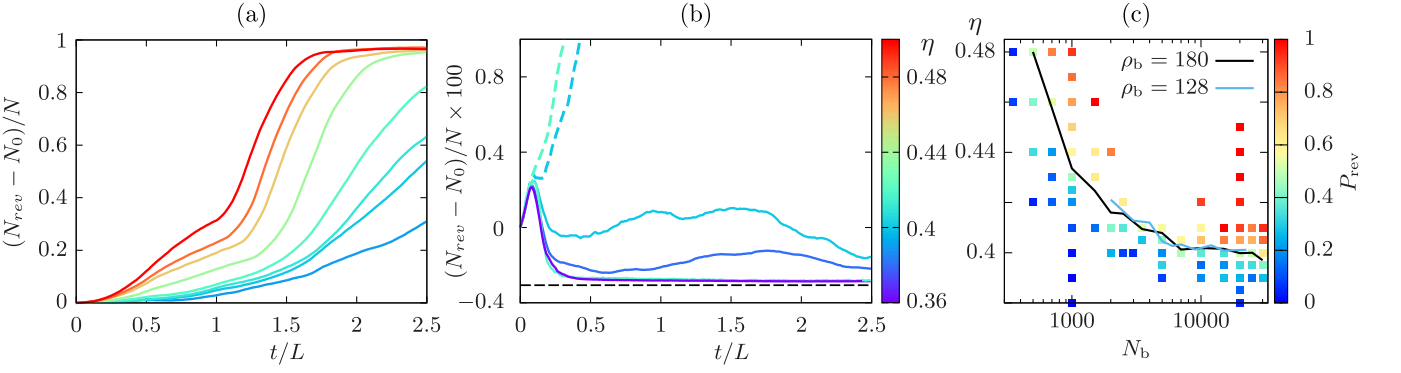 (a)
(N_rev − N_0)/N
1
0.8
0.6
0.4
0.2
0
0 0.5 1 1.5 2 2.5
t/L
(b)
(N_rev − N_0)/N × 100
0.8
0.4
0
−0.4
0 0.5 1 1.5 2 2.5
t/L
η
0.48
0.44
0.4
0.36
(c)
η
0.48
0.44
0.4
ρ_b = 180
ρ_b = 128
1000 10000
N_b
1
0.8
0.6
0.4
0.2
0
P_rev